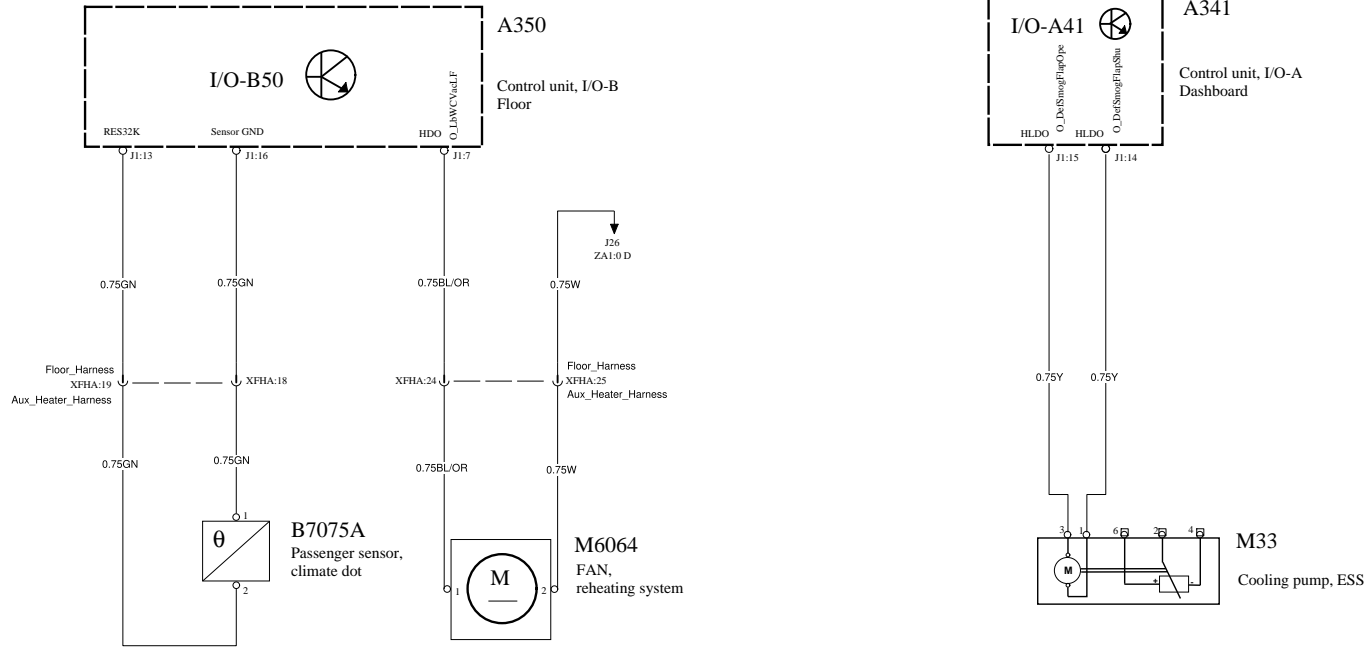 A350
I/O-B50
Control unit, I/O-B
Floor
RES32K
Sensor GND
HDO
O_LbWCVacLF
J1:13
J1:16
J1:7
J26
ZA1:0 D
0.75GN
0.75GN
0.75BL/OR
0.75W
Floor_Harness
XFHA:19
Aux_Heater_Harness
XFHA:18
XFHA:24
Floor_Harness
XFHA:25
Aux_Heater_Harness
0.75GN
0.75GN
0.75BL/OR
0.75W
1
θ
2
B7075A
Passenger sensor,
climate dot
1
M
2
M6064
FAN,
reheating system
A341
I/O-A41
Control unit, I/O-A
Dashboard
O_DefSmogFlapOpe
O_DefSmogFlapShu
HLDO
HLDO
J1:15
J1:14
0.75Y
0.75Y
3
1
6
2
4
M
+
-
M33
Cooling pump, ESS